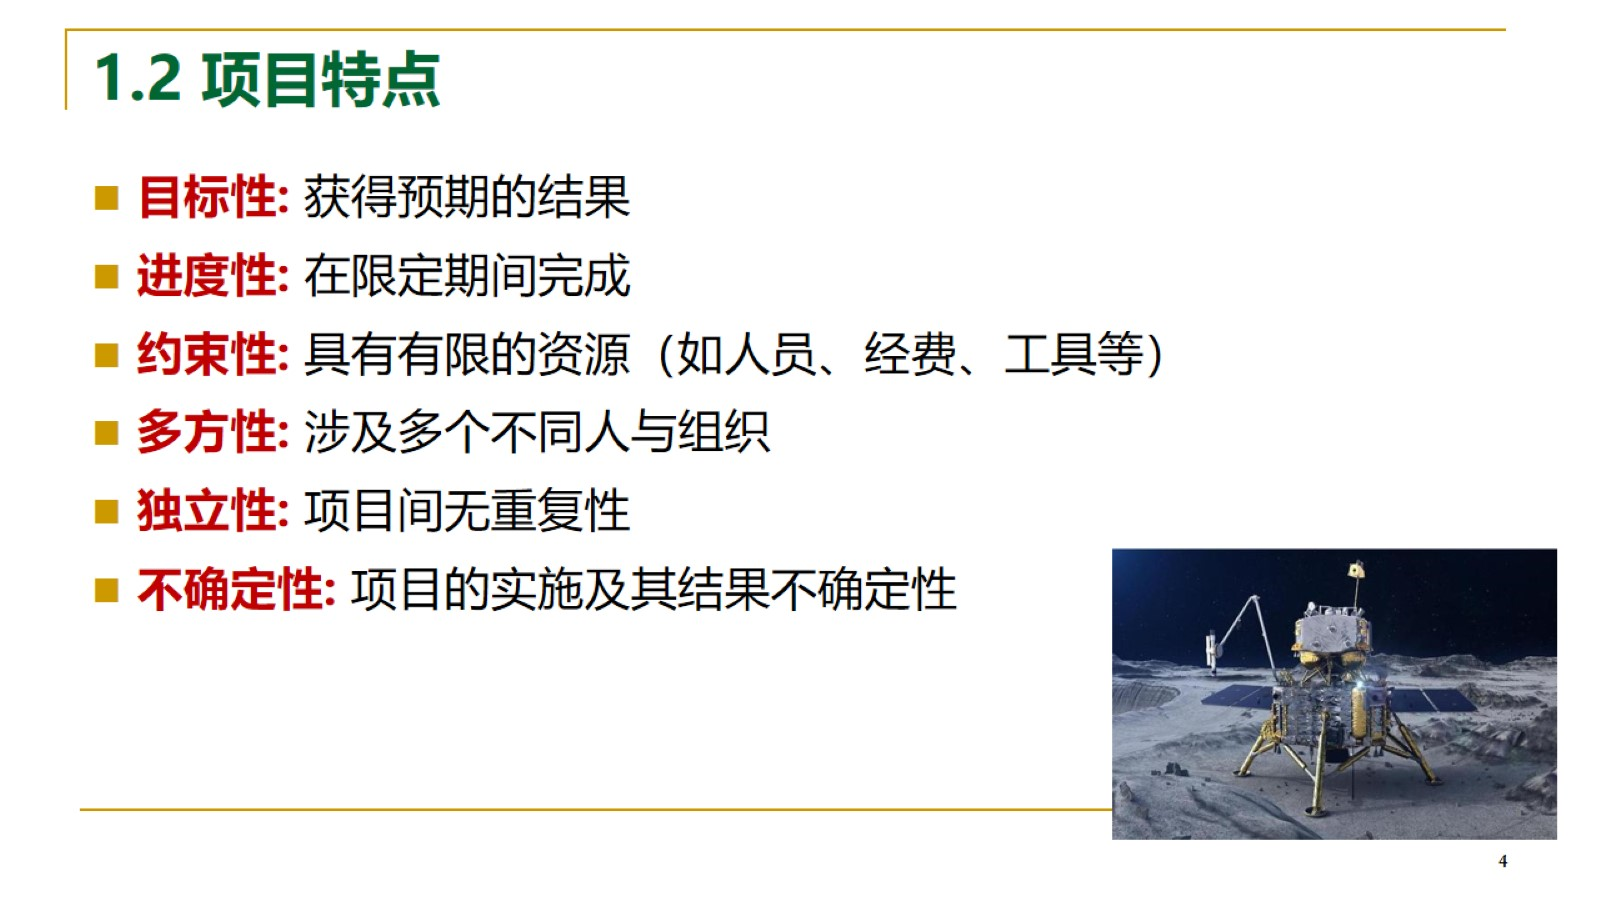 1.2 项目特点
目标性: 获得预期的结果
进度性: 在限定期间完成
约束性: 具有有限的资源（如人员、经费、工具等）
多方性: 涉及多个不同人与组织
独立性: 项目间无重复性
不确定性: 项目的实施及其结果不确定性
4